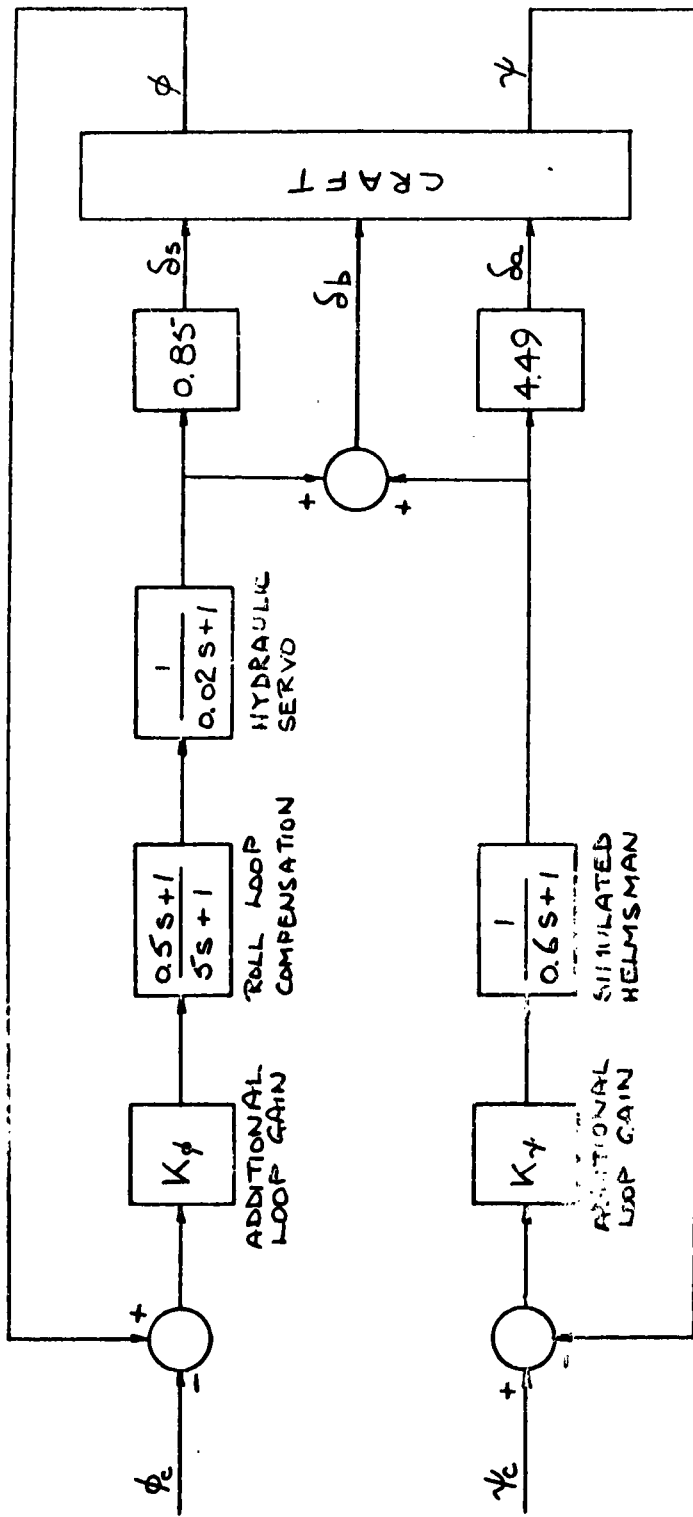 ϕ
ϕc
+
-
Kϕ
ADDITIONAL
LOOP GAIN
0.5s+1
5s+1
ROLL LOOP
COMPENSATION
1
0.02s+1
HYDRAULIC
SERVO
0.85
δs
+
+
δb
CRAFT
ψc
+
-
Kψ
ADDITIONAL
LOOP GAIN
1
0.6s+1
SIMULATED
HELMSMAN
4.49
δa
ψ